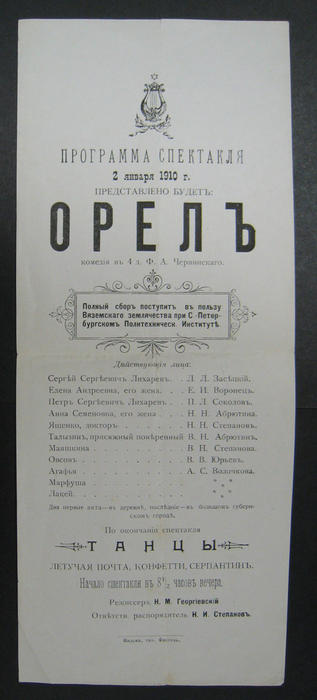 ПРОГРАММА СПЕКТАКЛЯ
2 января 1910 г.
ПРЕДСТАВЛЕНО БУДЕТЪ:
ОРЕЛЪ
комедія въ 4 д. Ф. А. Червинскаго.
Полный сборъ поступитъ въ пользу
Вяземскаго землячества при С.-Петер-
бургскомъ Политехническ. Институтѣ.
Дѣйствующія лица:
Сергѣй Сергѣевичъ Лихаревъ. . Л. Л. Засѣцкій.
Елена Андреевна, его жена. . . Е. И. Воронецъ.
Петръ Сергѣевичъ Лихаревъ. . П. Л. Соколовъ.
Анна Семеновна, его жена . . . Н. Н. Абрютина.
Ященко, докторъ . . . . . Н. Н. Степановъ.
Талызинъ, присяжный повѣренный В. Н. Абрютинъ.
Маяшкина . . . . . . В. Н. Степанова.
Овсовъ . . . . . . . В. В. Юрьевъ.
Агафья . . . . . . . А. С. Волочкова.
Марфуша . . . . . . * *
Лакей. . . . . . . . *
Два первые акта—въ деревнѣ, послѣдніе—въ большомъ губерн-
скомъ городѣ.
По окончаніи спектакля
ТАНЦЫ
ЛЕТУЧАЯ ПОЧТА, КОНФЕТТИ, СЕРПАНТИНЪ.
Начало спектакля въ 8½ часовъ вечера.
Режиссеръ Н. М. Георгіевскій
Отвѣтств. распорядитель Н. И. Степановъ.